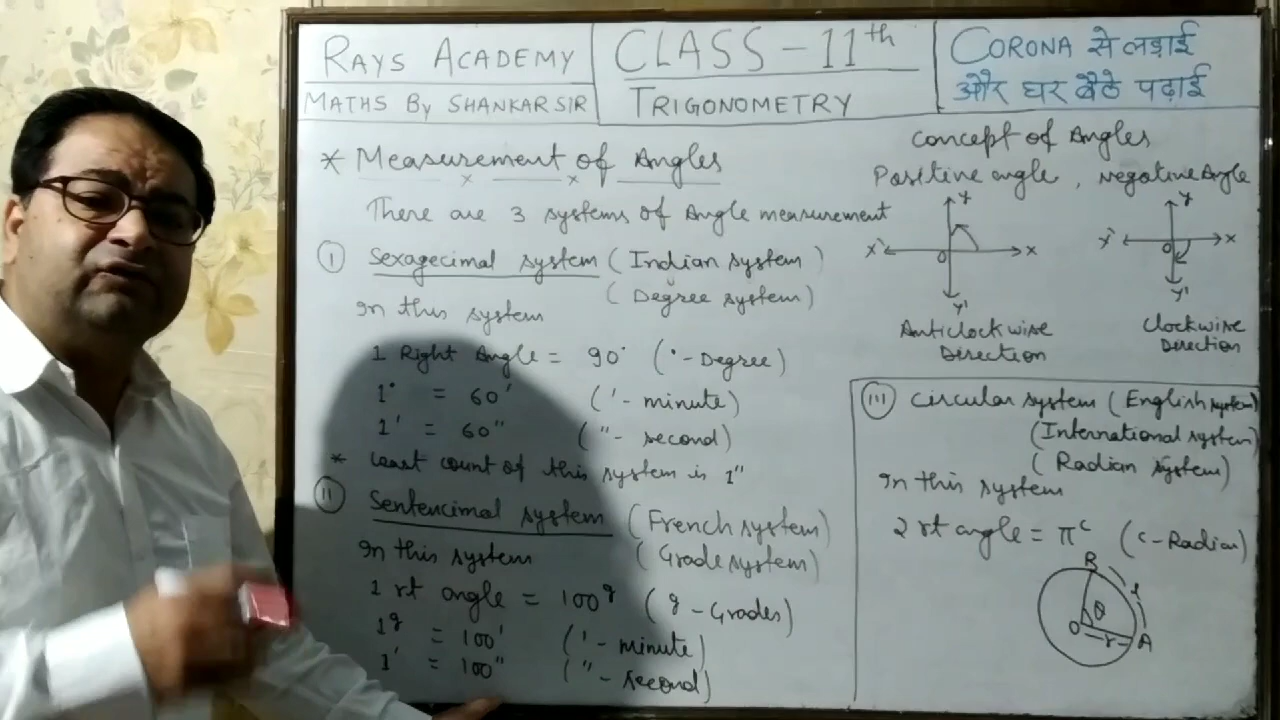 RAYS ACADEMY
MATHS BY SHANKAR SIR
CLASS - 11th
TRIGONOMETRY
CORONA से लड़ाई
और घर बैठे पढ़ाई
* Measurement of Angles
There are 3 systems of Angle measurement
I Sexagecimal system (Indian system)
(Degree system)
In this system
1 Right Angle = 90° (° - Degree)
1° = 60' (' - minute)
1' = 60" (" - second)
* Least count of this system is 1"
II Sentencimal system (French system)
(Grade system)
In this system
1 rt angle = 100g (g - Grades)
1g = 100' (' - minute)
1' = 100" (" - second)
Concept of Angles
Positive angle, Negative Angle
Y Y
X' O X X' O X
Y' Y'
Anticlockwise Direction
Clockwise Direction
III Circular system (English system)
(International system)
(Radian system)
In this system
2 rt angle = πc (c - Radian)
B l
θ
O r A